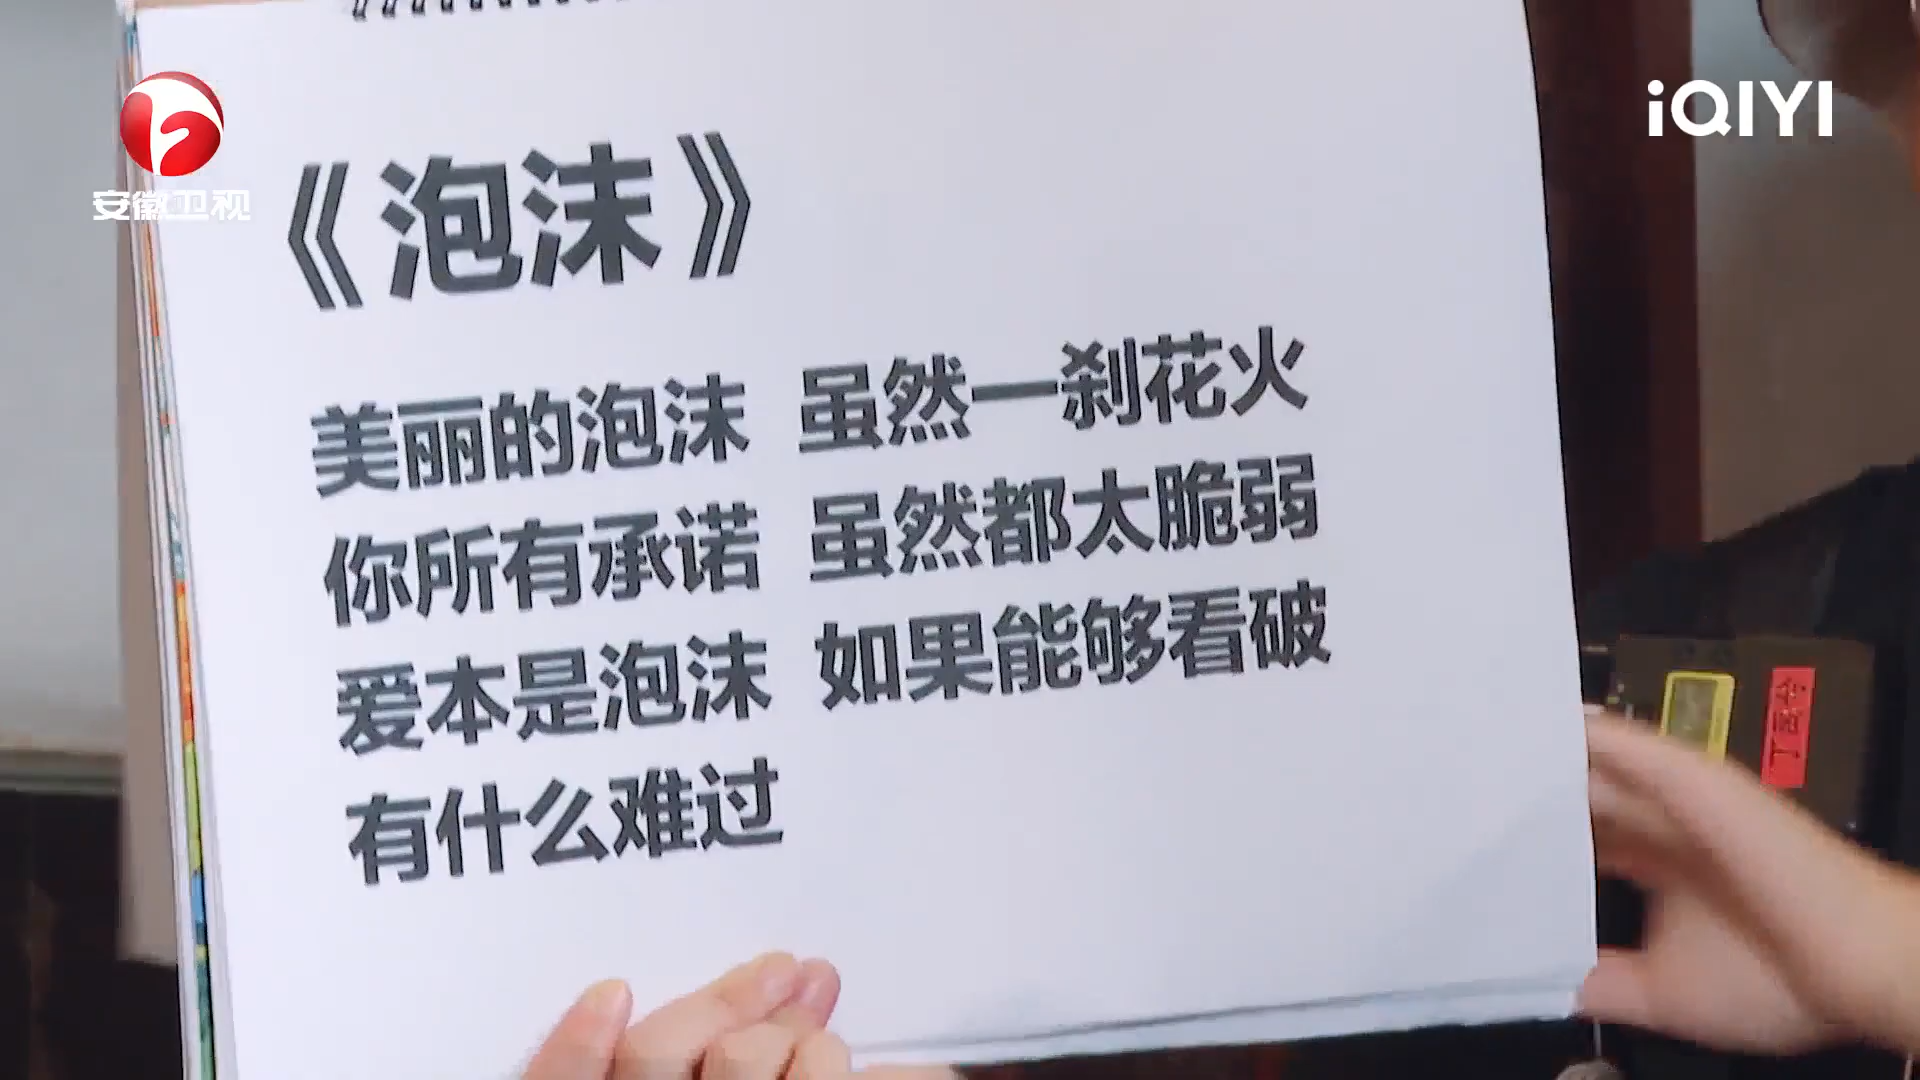 安徽卫视
iQIYI
《泡沫》
美丽的泡沫 虽然一刹花火
你所有承诺 虽然都太脆弱
爱本是泡沫 如果能够看破
有什么难过